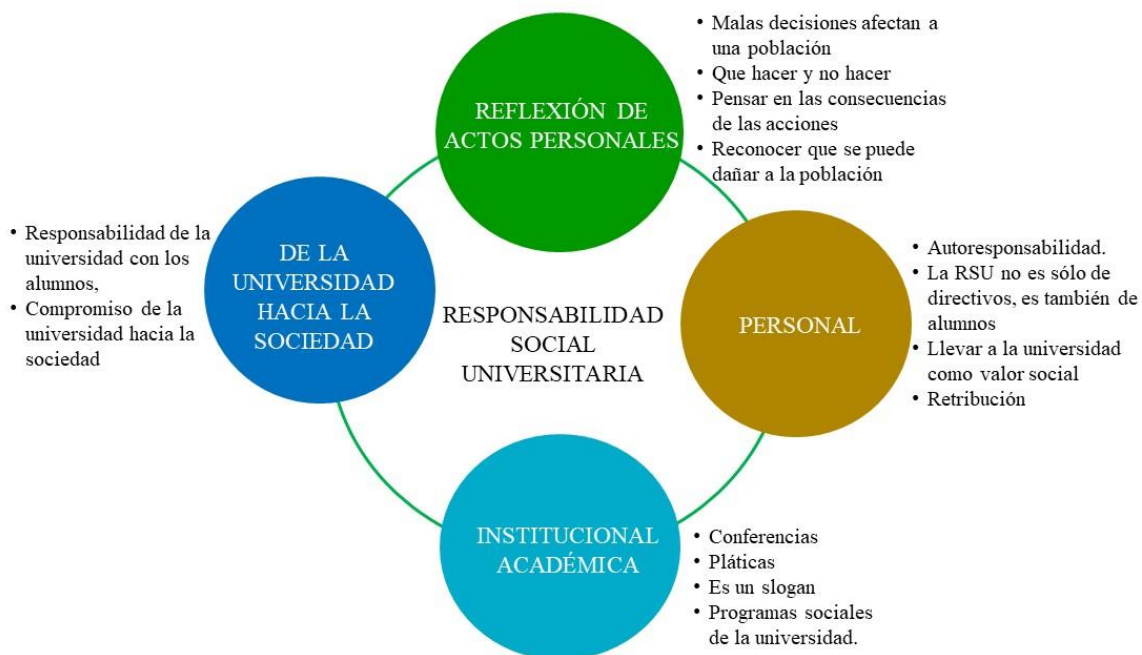 REFLEXIÓN DE
ACTOS PERSONALES
• Malas decisiones afectan a
una población
• Que hacer y no hacer
• Pensar en las consecuencias
de las acciones
• Reconocer que se puede
dañar a la población
• Responsabilidad de la
universidad con los
alumnos,
• Compromiso de la
universidad hacia la
sociedad
DE LA
UNIVERSIDAD
HACIA LA
SOCIEDAD
RESPONSABILIDAD
SOCIAL
UNIVERSITARIA
PERSONAL
• Autoresponsabilidad.
• La RSU no es sólo de
directivos, es también de
alumnos
• Llevar a la universidad
como valor social
• Retribución
INSTITUCIONAL
ACADÉMICA
• Conferencias
• Pláticas
• Es un slogan
• Programas sociales
de la universidad.